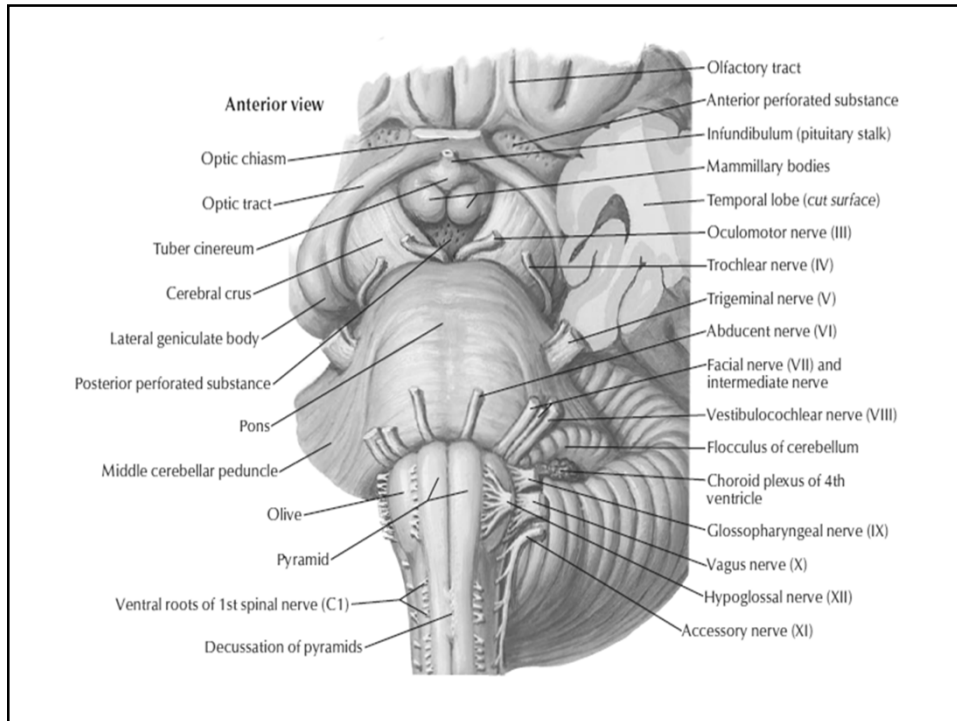 Anterior view
Optic chiasm
Optic tract
Tuber cinereum
Cerebral crus
Lateral geniculate body
Posterior perforated substance
Pons
Middle cerebellar peduncle
Olive
Pyramid
Ventral roots of 1st spinal nerve (C1)
Decussation of pyramids
Olfactory tract
Anterior perforated substance
Infundibulum (pituitary stalk)
Mammillary bodies
Temporal lobe (cut surface)
Oculomotor nerve (III)
Trochlear nerve (IV)
Trigeminal nerve (V)
Abducent nerve (VI)
Facial nerve (VII) and
intermediate nerve
Vestibulocochlear nerve (VIII)
Flocculus of cerebellum
Choroid plexus of 4th
ventricle
Glossopharyngeal nerve (IX)
Vagus nerve (X)
Hypoglossal nerve (XII)
Accessory nerve (XI)